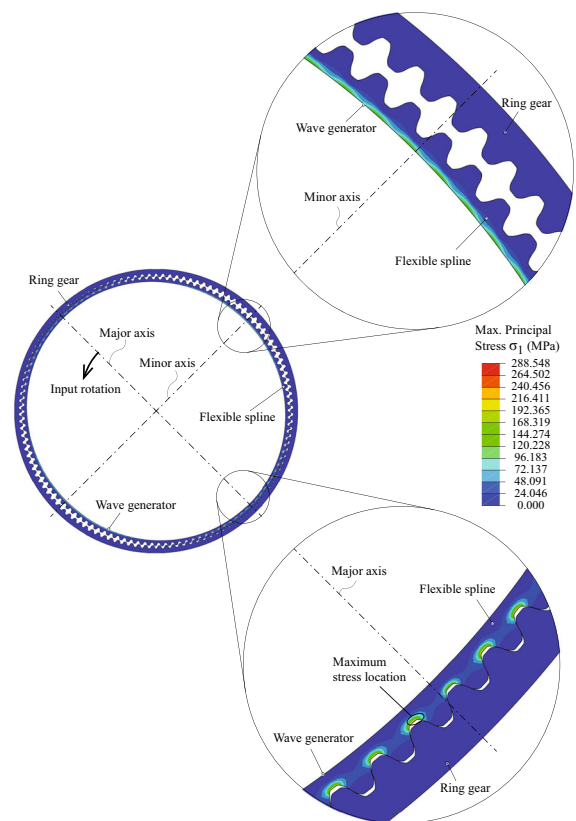 Ring gear
Wave generator
Minor axis
Flexible spline
Ring gear
Major axis
Minor axis
Input rotation
Flexible spline
Wave generator
Max. Principal
Stress σ1 (MPa)
288.548
264.502
240.456
216.411
192.365
168.319
144.274
120.228
96.183
72.137
48.091
24.046
0.000
Major axis
Flexible spline
Maximum
stress location
Wave generator
Ring gear